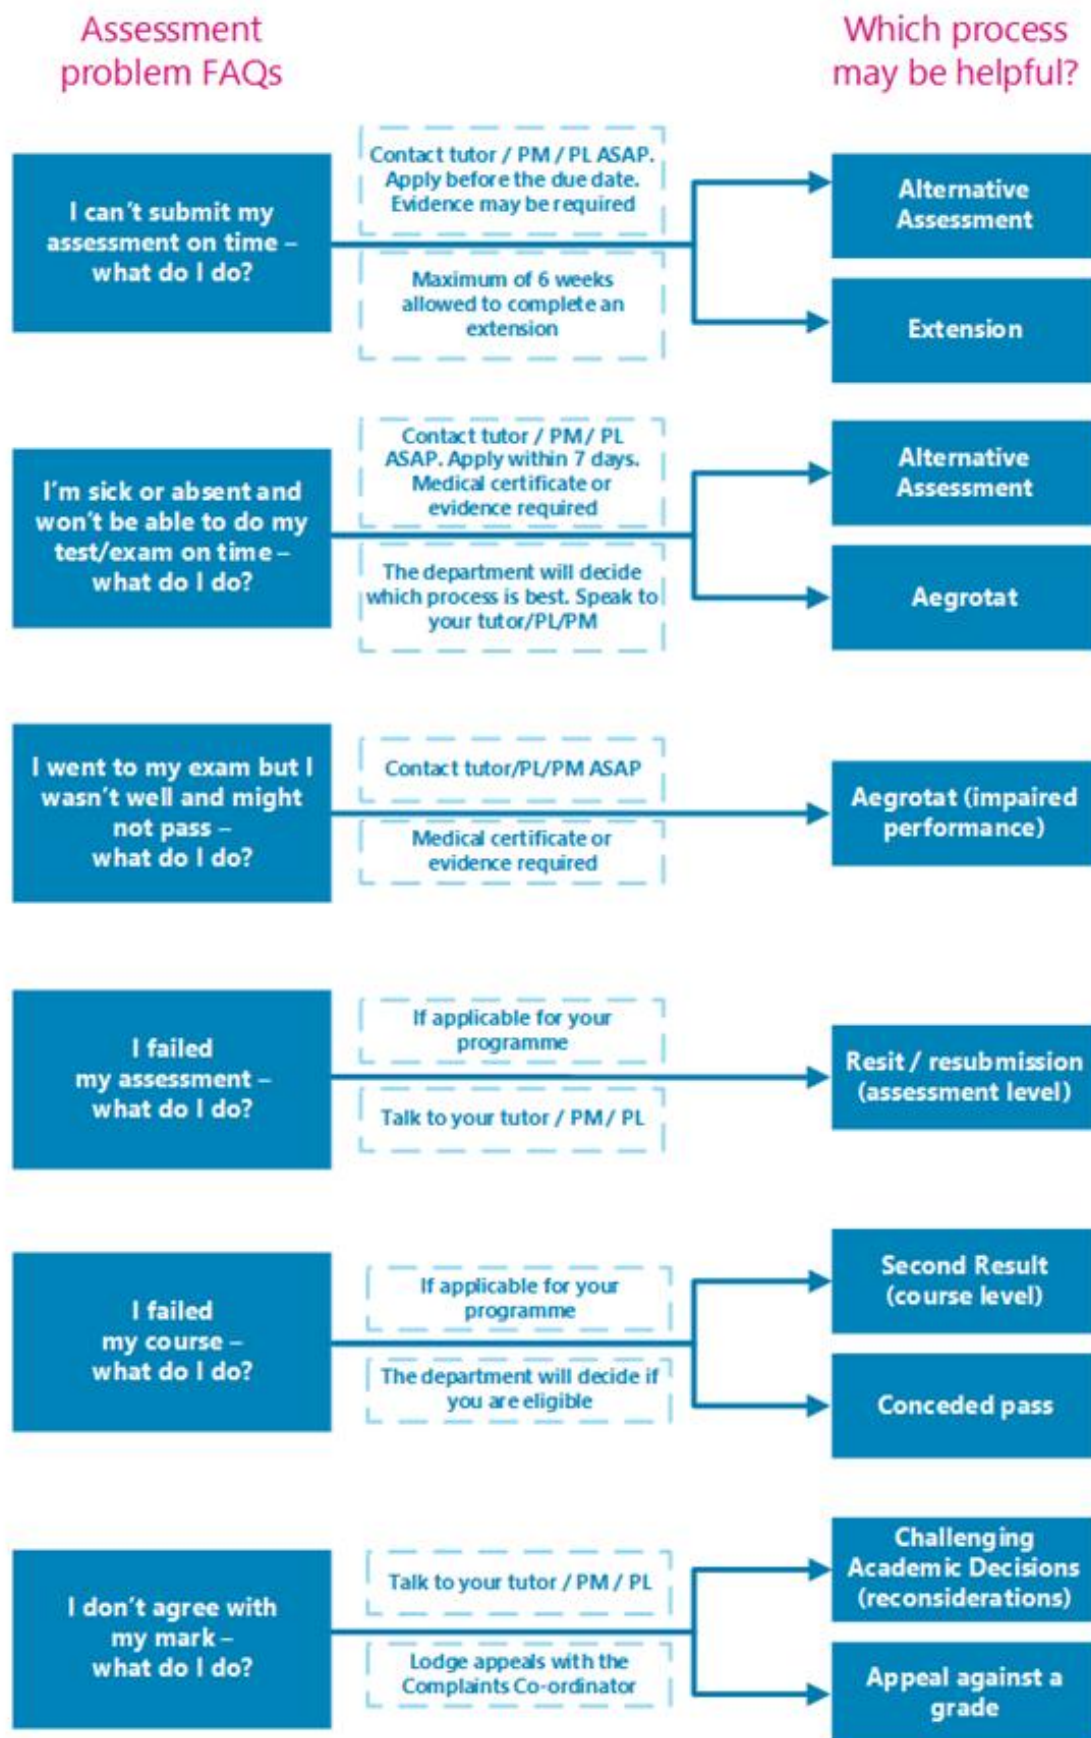 Assessment
problem FAQs
Which process
may be helpful?
I can't submit my
assessment on time –
what do I do?
Contact tutor / PM / PL ASAP.
Apply before the due date.
Evidence may be required
Maximum of 6 weeks
allowed to complete an
extension
Alternative
Assessment
Extension
I'm sick or absent and
won't be able to do my
test/exam on time –
what do I do?
Contact tutor / PM / PL
ASAP. Apply within 7 days.
Medical certificate or
evidence required
The department will decide
which process is best. Speak to
your tutor/PL/PM
Alternative
Assessment
Aegrotat
I went to my exam but I
wasn't well and might
not pass –
what do I do?
Contact tutor/PL/PM ASAP
Medical certificate or
evidence required
Aegrotat (impaired
performance)
I failed
my assessment –
what do I do?
If applicable for your
programme
Talk to your tutor / PM / PL
Resit / resubmission
(assessment level)
I failed
my course –
what do I do?
If applicable for your
programme
The department will decide if
you are eligible
Second Result
(course level)
Conceded pass
I don't agree with
my mark –
what do I do?
Talk to your tutor / PM / PL
Lodge appeals with the
Complaints Co-ordinator
Challenging
Academic Decisions
(reconsiderations)
Appeal against a
grade